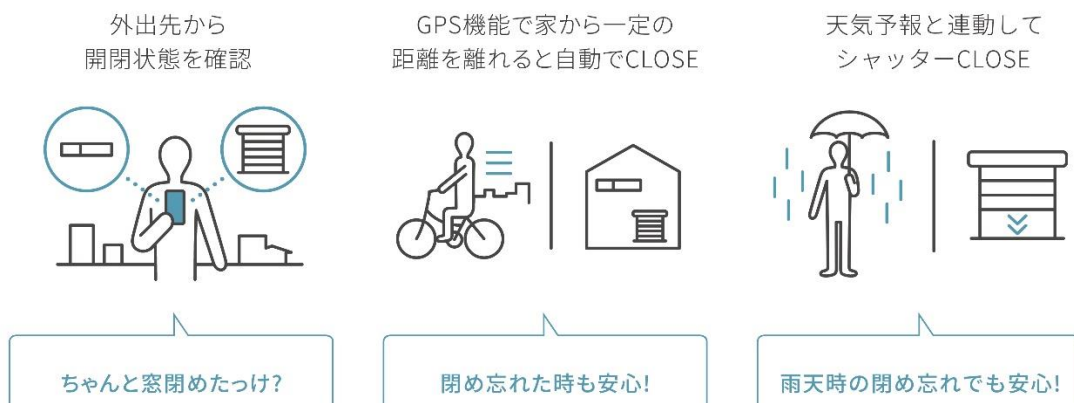 外出先から
開閉状態を確認
GPS機能で家から一定の
距離を離れると自動でCLOSE
天気予報と連動して
シャッターCLOSE
ちゃんと窓閉めたっけ?
閉め忘れた時も安心!
雨天時の閉め忘れでも安心!